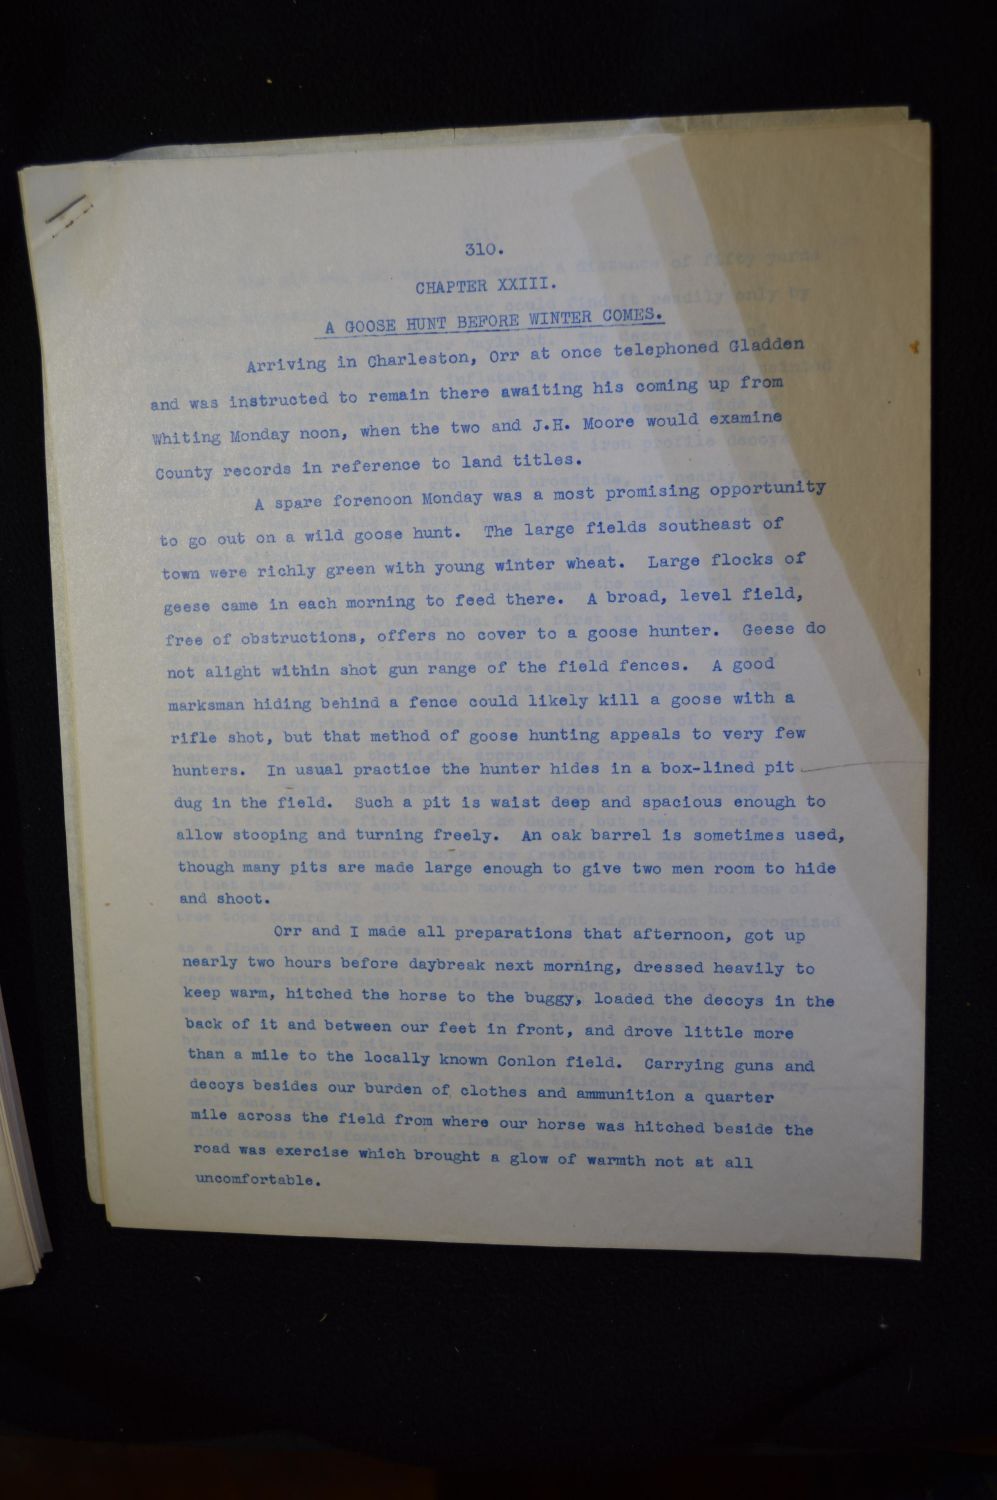 310.
CHAPTER XXIII.
A GOOSE HUNT BEFORE WINTER COMES.
Arriving in Charleston, Orr at once telephoned Gladden
and was instructed to remain there awaiting his coming up from
Whiting Monday noon, when the two and J.H. Moore would examine
County records in reference to land titles.
A spare forenoon Monday was a most promising opportunity
to go out on a wild goose hunt. The large fields southeast of
town were richly green with young winter wheat. Large flocks of
geese came in each morning to feed there. A broad, level field,
free of obstructions, offers no cover to a goose hunter. Geese do
not alight within shot gun range of the field fences. A good
marksman hiding behind a fence could likely kill a goose with a
rifle shot, but that method of goose hunting appeals to very few
hunters. In usual practice the hunter hides in a box-lined pit
dug in the field. Such a pit is waist deep and spacious enough to
allow stooping and turning freely. An oak barrel is sometimes used,
though many pits are made large enough to give two men room to hide
and shoot.
Orr and I made all preparations that afternoon, got up
nearly two hours before daybreak next morning, dressed heavily to
keep warm, hitched the horse to the buggy, loaded the decoys in the
back of it and between our feet in front, and drove little more
than a mile to the locally known Conlon field. Carrying guns and
decoys besides our burden of clothes and ammunition a quarter
mile across the field from where our horse was hitched beside the
road was exercise which brought a glow of warmth not at all
uncomfortable.